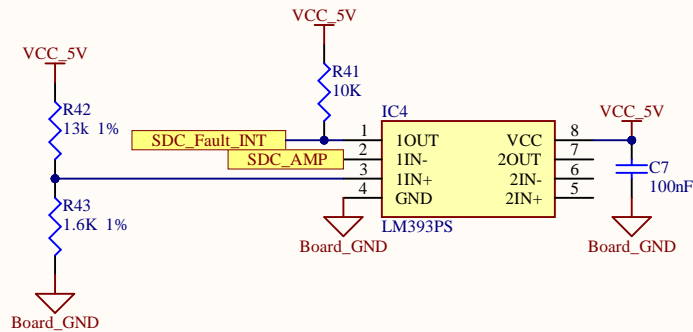 VCC_5V
VCC_5V
R41
10K
R42
13k 1%
IC4
VCC_5V
SDC_Fault_INT
1
1OUT
VCC
8
SDC_AMP
2
1IN-
2OUT
7
3
1IN+
2IN-
6
4
GND
2IN+
5
C7
100nF
R43
1.6K 1%
LM393PS
Board_GND
Board_GND
Board_GND